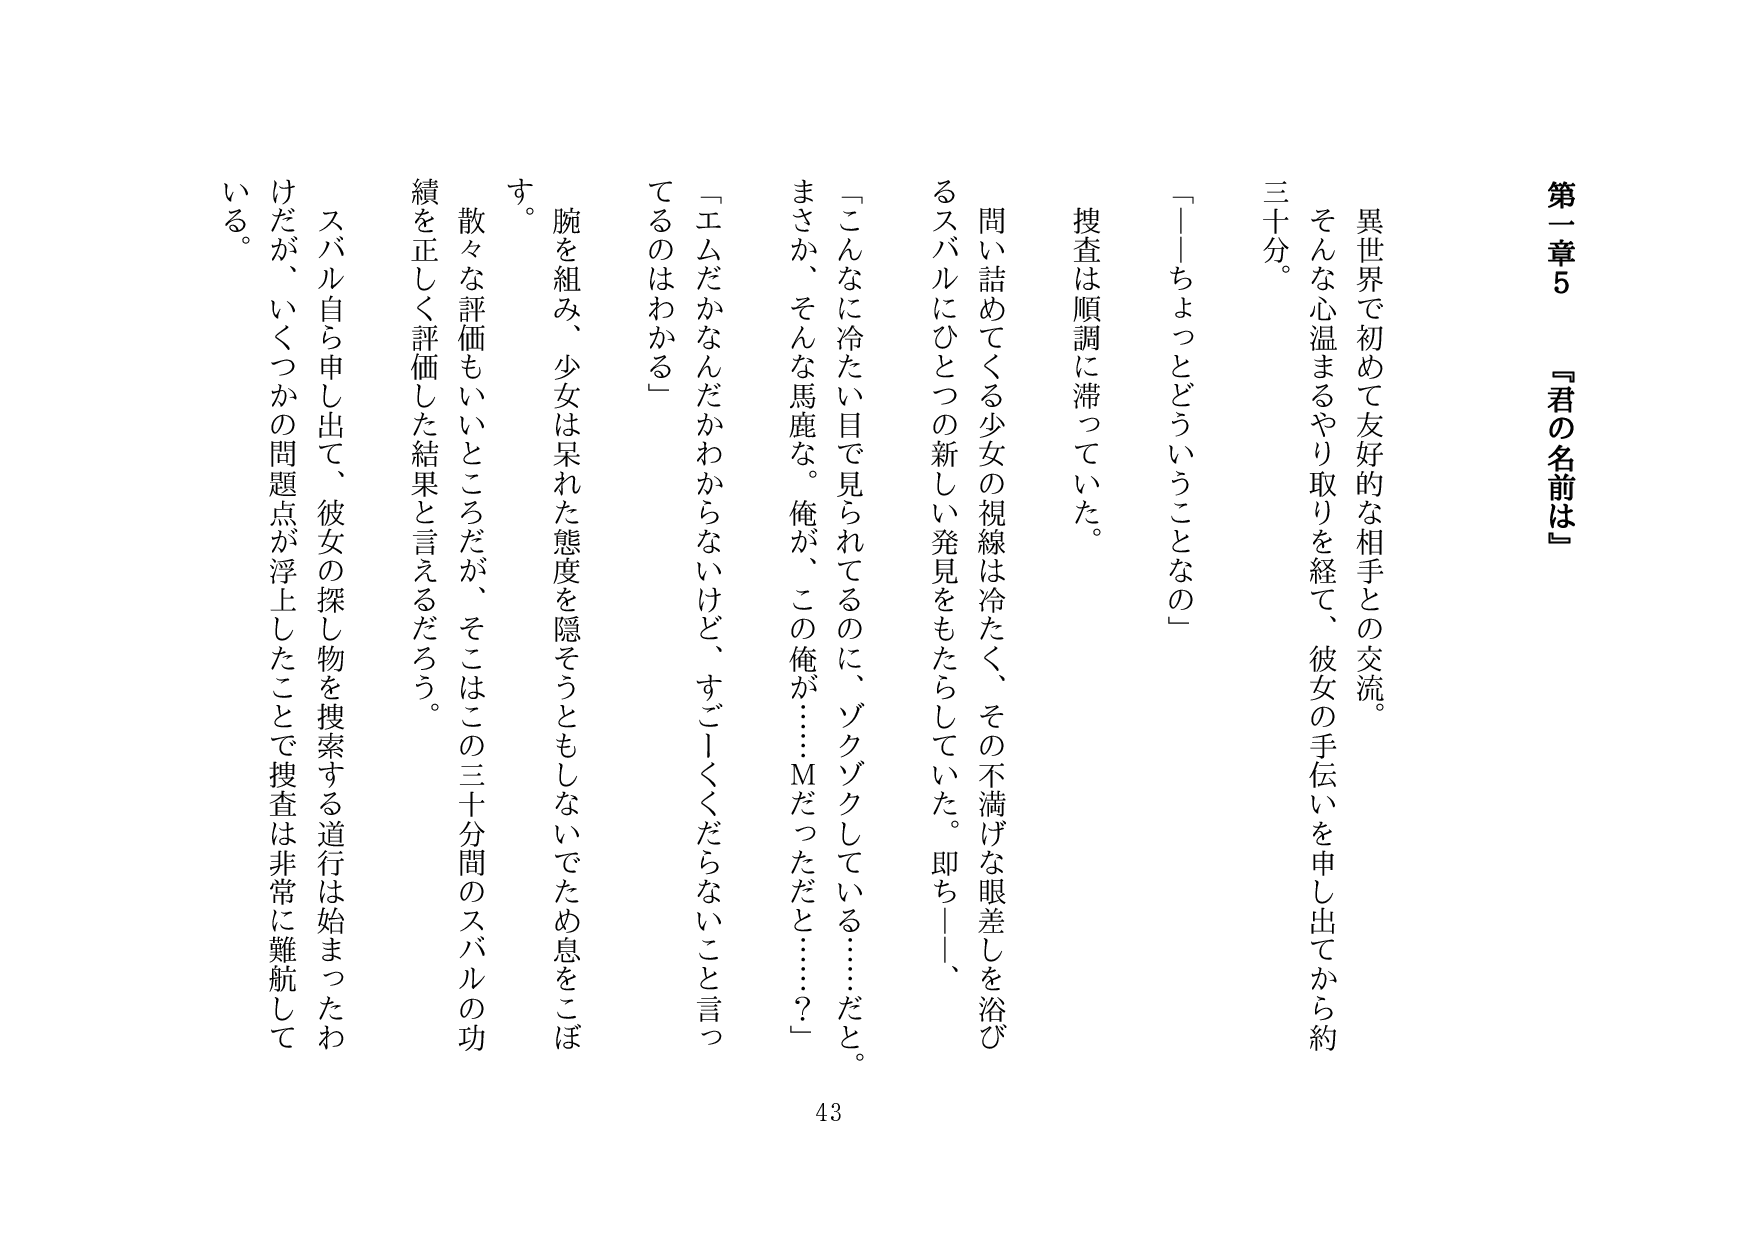 第一章５　　『君の名前は』
　異世界で初めて友好的な相手との交流。
　そんな心温まるやり取りを経て、彼女の手伝いを申し出てから約
三十分。
「――ちょっとどういうことなの」
　捜査は順調に滞っていた。
　問い詰めてくる少女の視線は冷たく、その不満げな眼差しを浴び
るスバルにひとつの新しい発見をもたらしていた。即ち――、
「こんなに冷たい目で見られてるのに、ゾクゾクしている……だと。
まさか、そんな馬鹿な。俺が、この俺が……Ｍだっただと……？」
「エムだかなんだかわからないけど、すごーくくだらないこと言っ
てるのはわかる」
　腕を組み、少女は呆れた態度を隠そうともしないでため息をこぼ
す。
　散々な評価もいいところだが、そこはこの三十分間のスバルの功
績を正しく評価した結果と言えるだろう。
　スバル自ら申し出て、彼女の探し物を捜索する道行は始まったわ
けだが、いくつかの問題点が浮上したことで捜査は非常に難航して
いる。
43